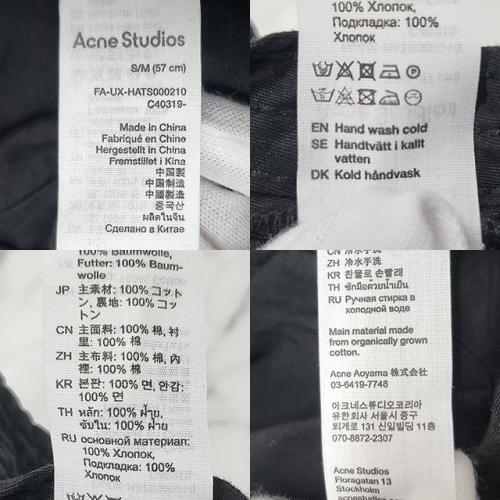 Acne Studios
S/M (57 cm)
FA-UX-HATS000210
C40319-
Made in China
Fabriqué en Chine
Hergestellt in China
Fremstillet i Kina
中国製
中国制造
中國製造
중국산
ผลิตในจีน
Сделано в Китае
100% Хлопок,
Подкладка: 100%
Хлопок
EN Hand wash cold
SE Handtvätt i kallt
vatten
DK Kold håndvask
100% Baumwolle,
Futter: 100% Baum-
wolle
JP 主素材: 100% コット
ン, 裏地: 100% コッ
トン
CN 主面料: 100% 棉, 衬
里: 100% 棉
ZH 主布料: 100% 棉, 內
裡: 100% 棉
KR 본판: 100% 면, 안감:
100% 면
TH หลัก: 100% ฝ้าย,
ซับใน: 100% ฝ้าย
RU основной материал:
100% Хлопок,
Подкладка: 100%
Хлопок
CN 冷水手洗
ZH 冷水手洗
KR 찬물로 손빨래
TH ซักมือด้วยน้ำเย็น
RU Ручная стирка в
холодной воде
Main material made
from organically grown
cotton.
Acne Aoyama 株式会社
03-6419-7748
아크네스튜디오코리아
유한회사 서울시 중구
퇴계로 131 신일빌딩 11층
070-8872-2307
Acne Studios
Floragatan 13
Stockholm
acnestudios